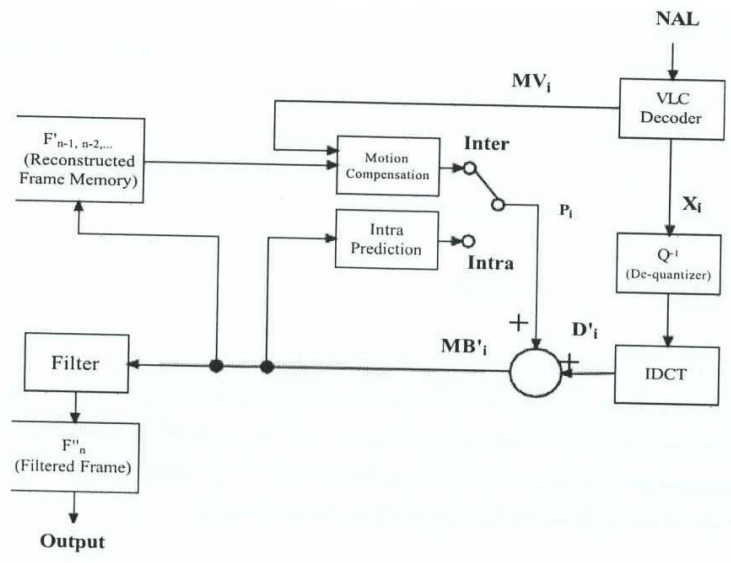 NAL
MVᵢ
VLC
Decoder
F'ₙ₋₁, ₙ₋₂,...
(Reconstructed
Frame Memory)
Motion
Compensation
Inter
Pᵢ
Xᵢ
Intra
Prediction
Intra
Q⁻¹
(De-quantizer)
+
D'ᵢ
+
MB'ᵢ
Filter
IDCT
F''ₙ
(Filtered Frame)
Output